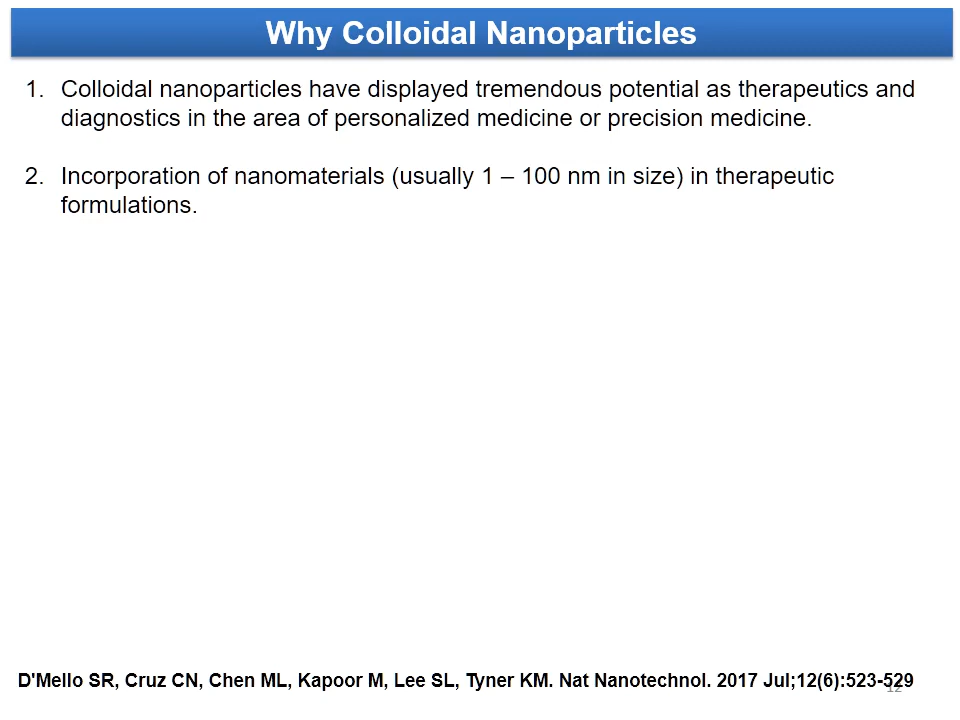 Why Colloidal Nanoparticles
1. Colloidal nanoparticles have displayed tremendous potential as therapeutics and
diagnostics in the area of personalized medicine or precision medicine.
2. Incorporation of nanomaterials (usually 1 – 100 nm in size) in therapeutic
formulations.
D'Mello SR, Cruz CN, Chen ML, Kapoor M, Lee SL, Tyner KM. Nat Nanotechnol. 2017 Jul;12(6):523-529
12